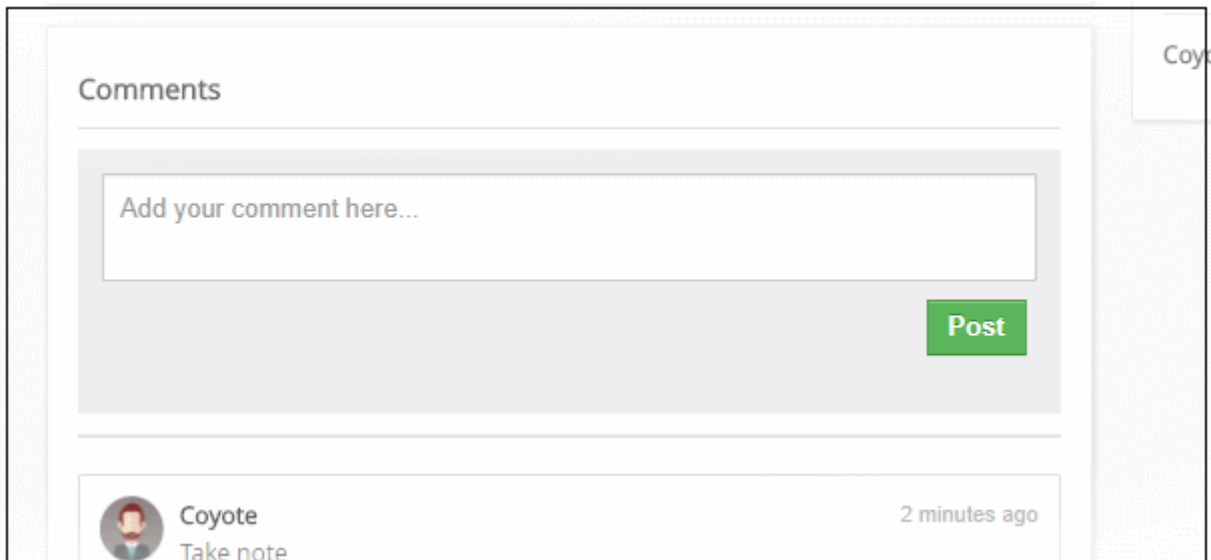 Comments
Add your comment here...
Post
Coyote
2 minutes ago
Take note